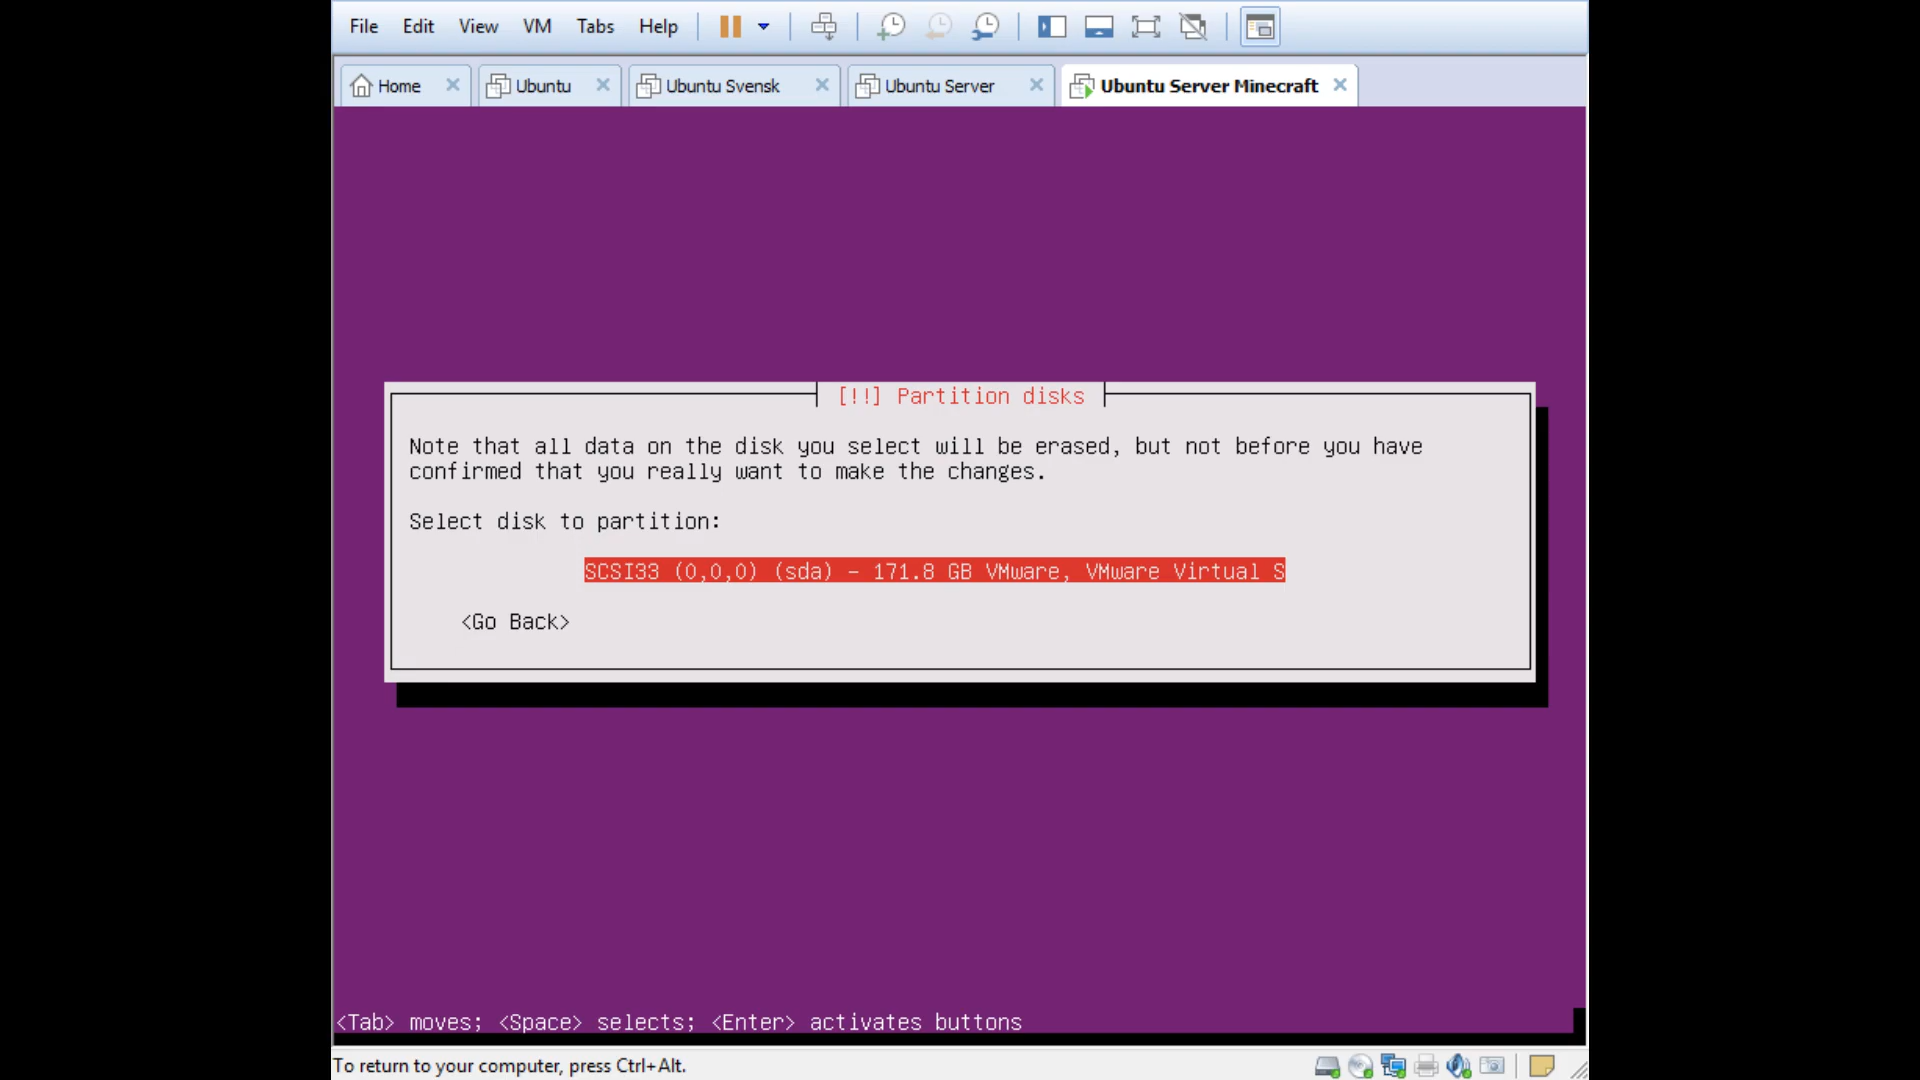 File Edit View VM Tabs Help
Home Ubuntu Ubuntu Svensk Ubuntu Server Ubuntu Server Minecraft
[!!] Partition disks
Note that all data on the disk you select will be erased, but not before you have
confirmed that you really want to make the changes.
Select disk to partition:
SCSI33 (0,0,0) (sda) - 171.8 GB VMware, VMware Virtual S
<Go Back>
<Tab> moves; <Space> selects; <Enter> activates buttons
To return to your computer, press Ctrl+Alt.